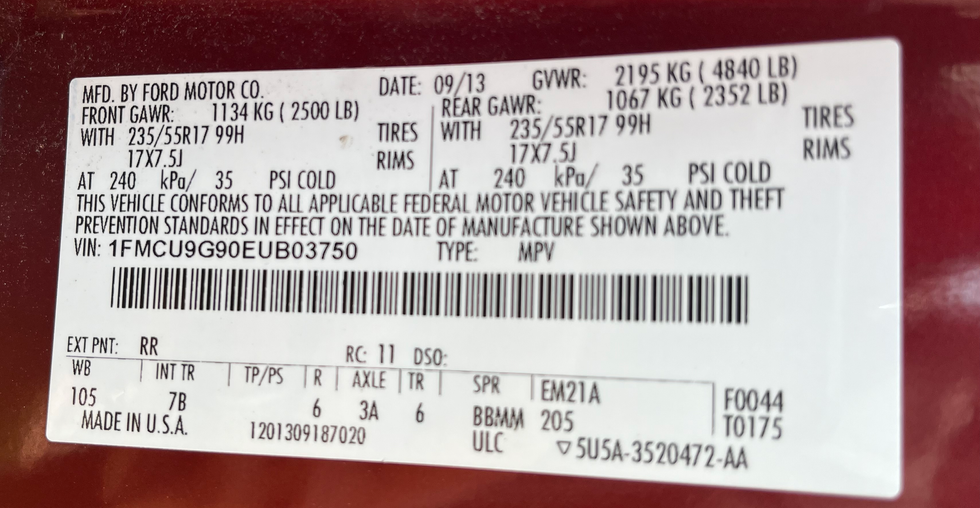 MFD. BY FORD MOTOR CO. DATE: 09/13 GVWR: 2195 KG ( 4840 LB)
FRONT GAWR: 1134 KG ( 2500 LB) REAR GAWR: 1067 KG ( 2352 LB)
WITH 235/55R17 99H TIRES WITH 235/55R17 99H TIRES
17X7.5J RIMS 17X7.5J RIMS
AT 240 kPa/ 35 PSI COLD AT 240 kPa/ 35 PSI COLD
THIS VEHICLE CONFORMS TO ALL APPLICABLE FEDERAL MOTOR VEHICLE SAFETY AND THEFT
PREVENTION STANDARDS IN EFFECT ON THE DATE OF MANUFACTURE SHOWN ABOVE.
VIN: 1FMCU9G90EUB03750 TYPE: MPV
EXT PNT: RR RC: 11 DSO:
WB INT TR TP/PS R AXLE TR SPR EM21A F0044
105 7B 6 3A 6 BBMM 205 T0175
MADE IN U.S.A. 1201309187020 ULC ▽5U5A-3520472-AA